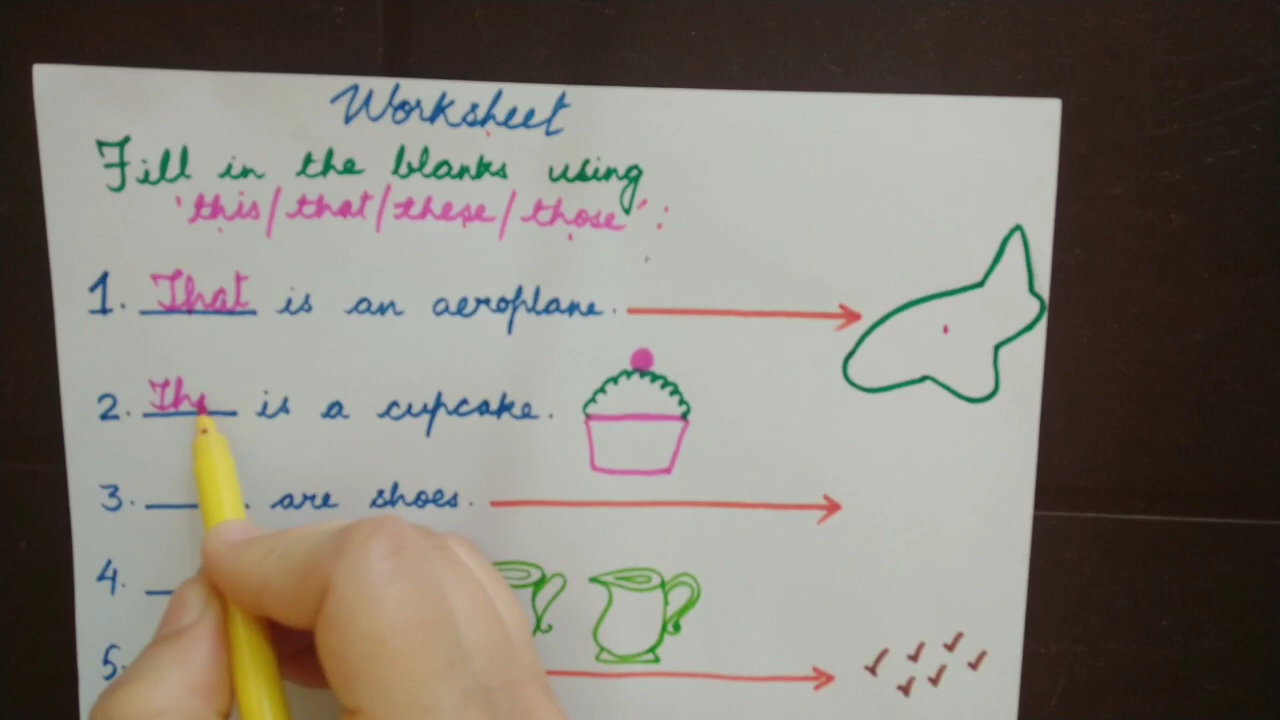 Worksheet
Fill in the blanks using
'this/that/these/those':
1. That is an aeroplane.
2. Th is a cupcake.
3. ___ are shoes.
4.
5.